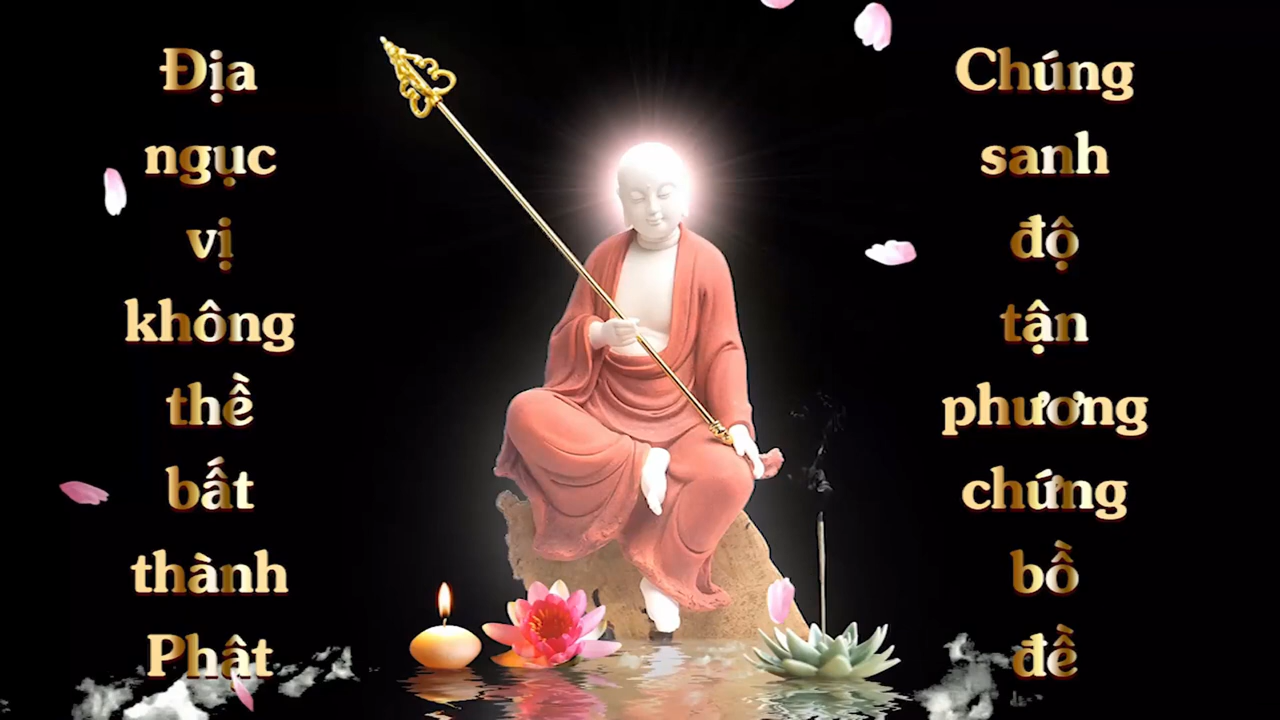 Địa
ngục
vị
không
thề
bất
thành
Phật
Chúng
sanh
độ
tận
phương
chứng
bồ
đề